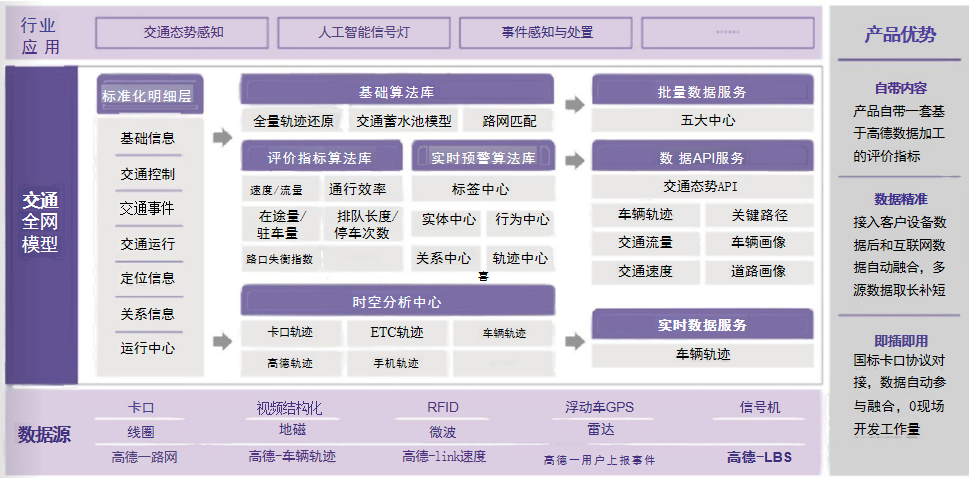 行业
应用
交通态势感知
人工智能信号灯
事件感知与处置
……
交通
全网
模型
标准化明细层
基础信息
交通控制
交通事件
交通运行
定位信息
关系信息
运行中心
基础算法库
全量轨迹还原
交通蓄水池模型
路网匹配
评价指标算法库
速度/流量
通行效率
在途量/
驻车量
排队长度/
停车次数
路口失衡指数
实时预警算法库
标签中心
实体中心
行为中心
关系中心
轨迹中心
喜
时空分析中心
卡口轨迹
ETC轨迹
车辆轨迹
高德轨迹
手机轨迹
批量数据服务
五大中心
数据API服务
交通态势API
车辆轨迹
关键路径
交通流量
车辆画像
交通速度
道路画像
实时数据服务
车辆轨迹
数据源
卡口
视频结构化
RFID
浮动车GPS
信号机
线圈
地磁
微波
雷达
高德一路网
高德-车辆轨迹
高德-link速度
高德一用户上报事件
高德-LBS
产品优势
自带内容
产品自带一套基
于高德数据加工
的评价指标
数据精准
接入客户设备数
据后和互联网数
据自动融合，多
源数据取长补短
即插即用
国标卡口协议对
接，数据自动参
与融合，0现场
开发工作量